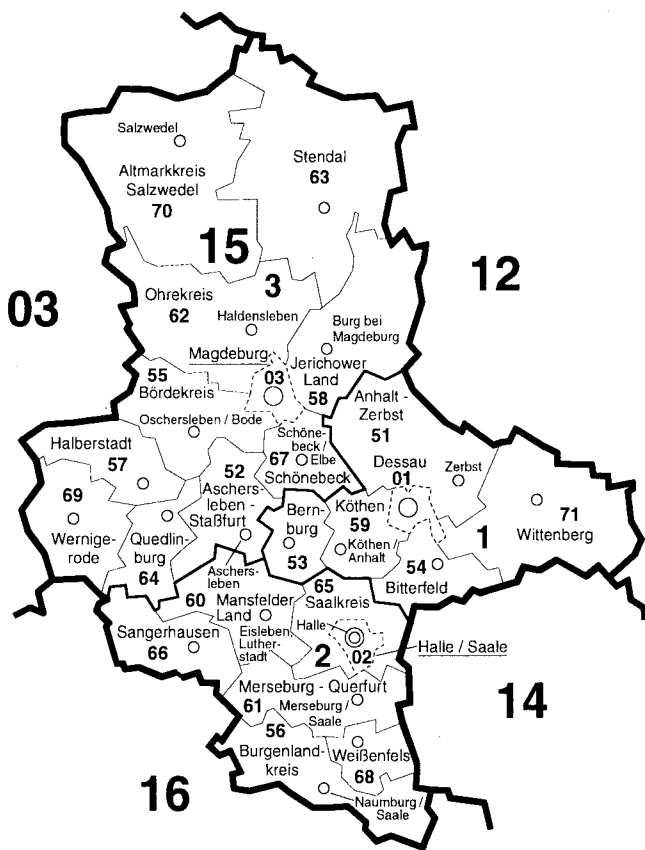 Salzwedel
Altmarkkreis
Salzwedel
70
Stendal
63
15
3
03
12
Ohrekreis
62
Haldensleben
Burg bei
Magdeburg
Magdeburg
03
Jerichower
Land
58
55
Bördekreis
Oschersleben / Bode
Anhalt -
Zerbst
51
Halberstadt
57
Schöne-
beck /
Elbe
67
Schönebeck
Dessau
01
Zerbst
52
Aschers-
leben -
Staßfurt
69
Wernige-
rode
Quedlin-
burg
64
Bern-
burg
53
Köthen
59
Köthen /
Anhalt
1
71
Wittenberg
54
Bitterfeld
Aschers-
leben
60
Mansfelder
Land
65
Saalkreis
Sangerhausen
66
Eisleben
Luther-
stadt
Halle
2
02
Halle / Saale
Merseburg - Querfurt
61
Merseburg /
Saale
14
56
Burgenland-
kreis
Weißenfels
68
16
Naumburg /
Saale